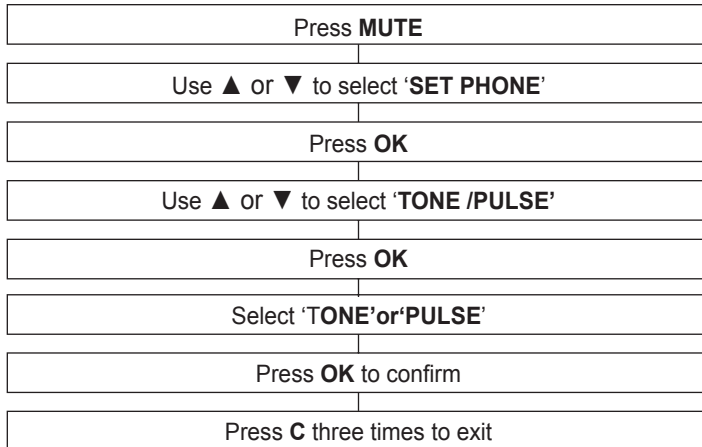 Press MUTE
Use ▲ or ▼ to select ‘SET PHONE’
Press OK
Use ▲ or ▼ to select ‘TONE /PULSE’
Press OK
Select ‘TONE’or‘PULSE’
Press OK to confirm
Press C three times to exit